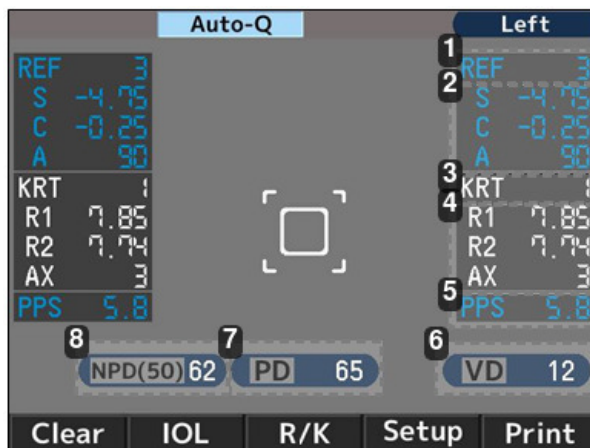 Auto-Q Left
REF 3
S -4.75
C -0.25
A 90
KRT 1
R1 7.85
R2 7.74
AX 3
PPS 5.8
1
REF 3
2
S -4.75
C -0.25
A 90
3
KRT 1
4
R1 7.85
R2 7.74
AX 3
5
PPS 5.8
8 7 6
NPD(50) 62 PD 65 VD 12
Clear IOL R/K Setup Print